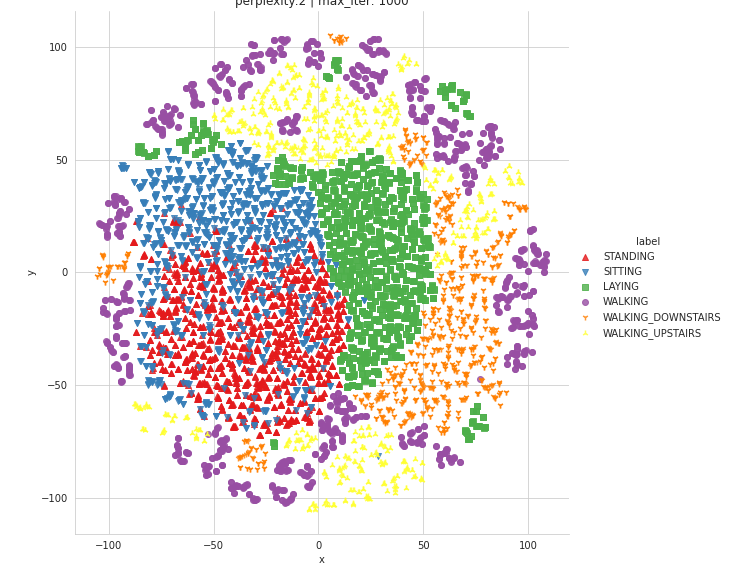 perplexity:2 | max_iter: 1000
100
50
0
−50
−100
y
−100
−50
0
50
100
x
label
STANDING
SITTING
LAYING
WALKING
WALKING_DOWNSTAIRS
WALKING_UPSTAIRS